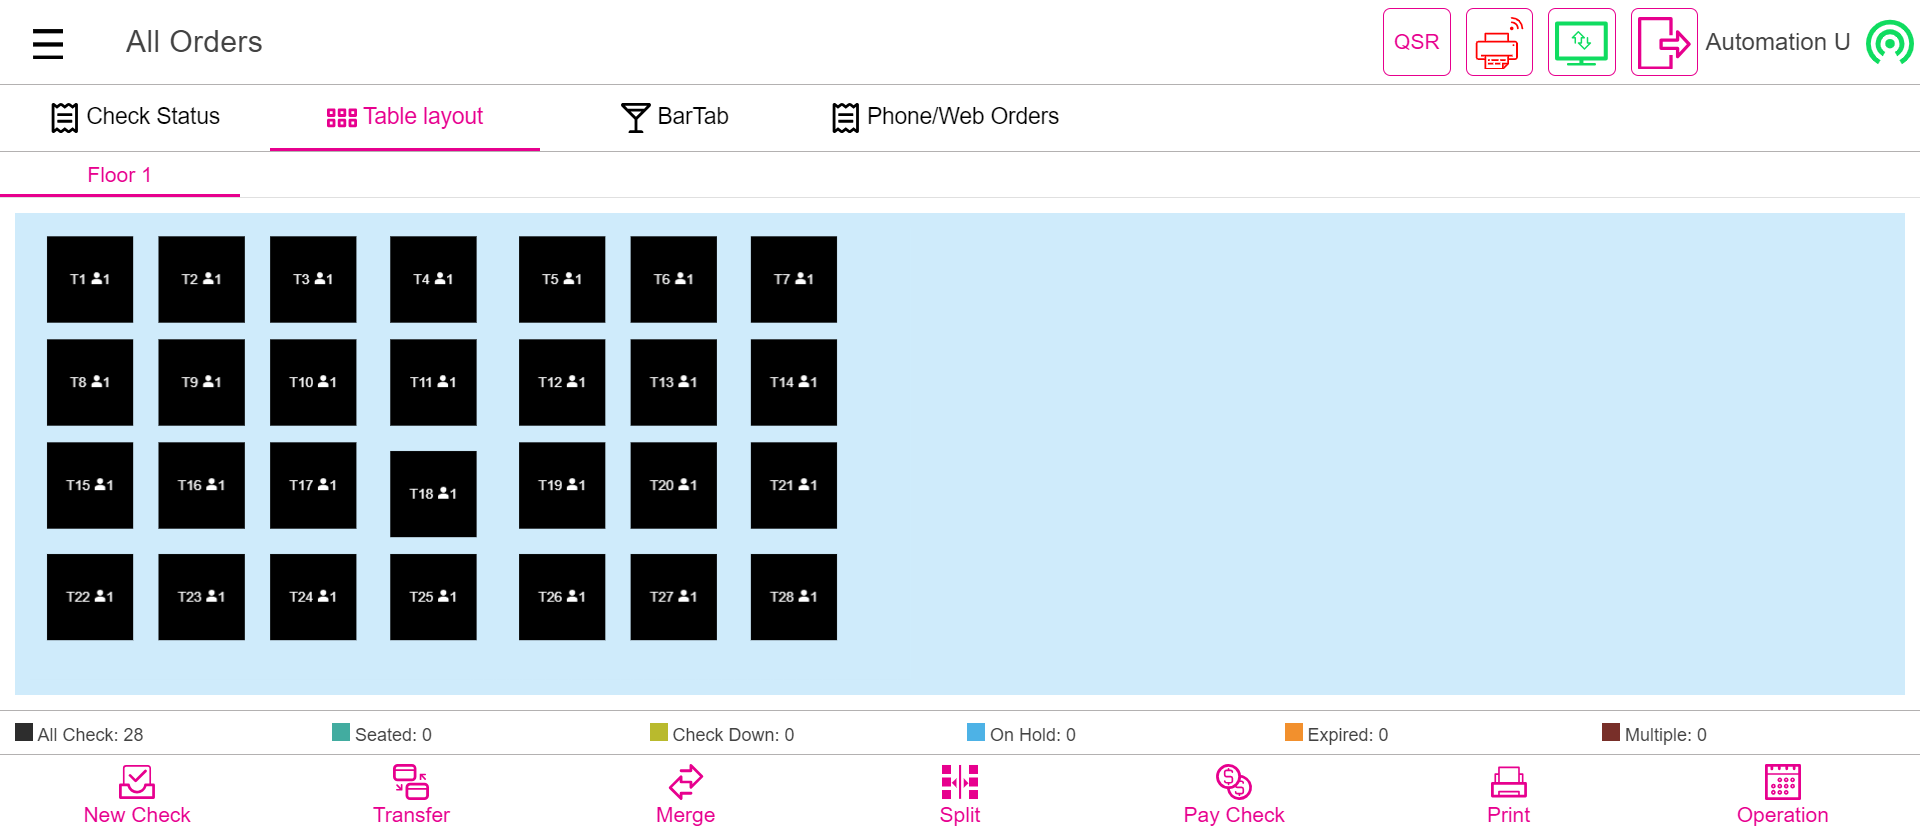 All Orders
QSR
Automation U
Check Status
Table layout
BarTab
Phone/Web Orders
Floor 1
T1 1
T2 1
T3 1
T4 1
T5 1
T6 1
T7 1
T8 1
T9 1
T10 1
T11 1
T12 1
T13 1
T14 1
T15 1
T16 1
T17 1
T18 1
T19 1
T20 1
T21 1
T22 1
T23 1
T24 1
T25 1
T26 1
T27 1
T28 1
All Check: 28
Seated: 0
Check Down: 0
On Hold: 0
Expired: 0
Multiple: 0
New Check
Transfer
Merge
Split
Pay Check
Print
Operation